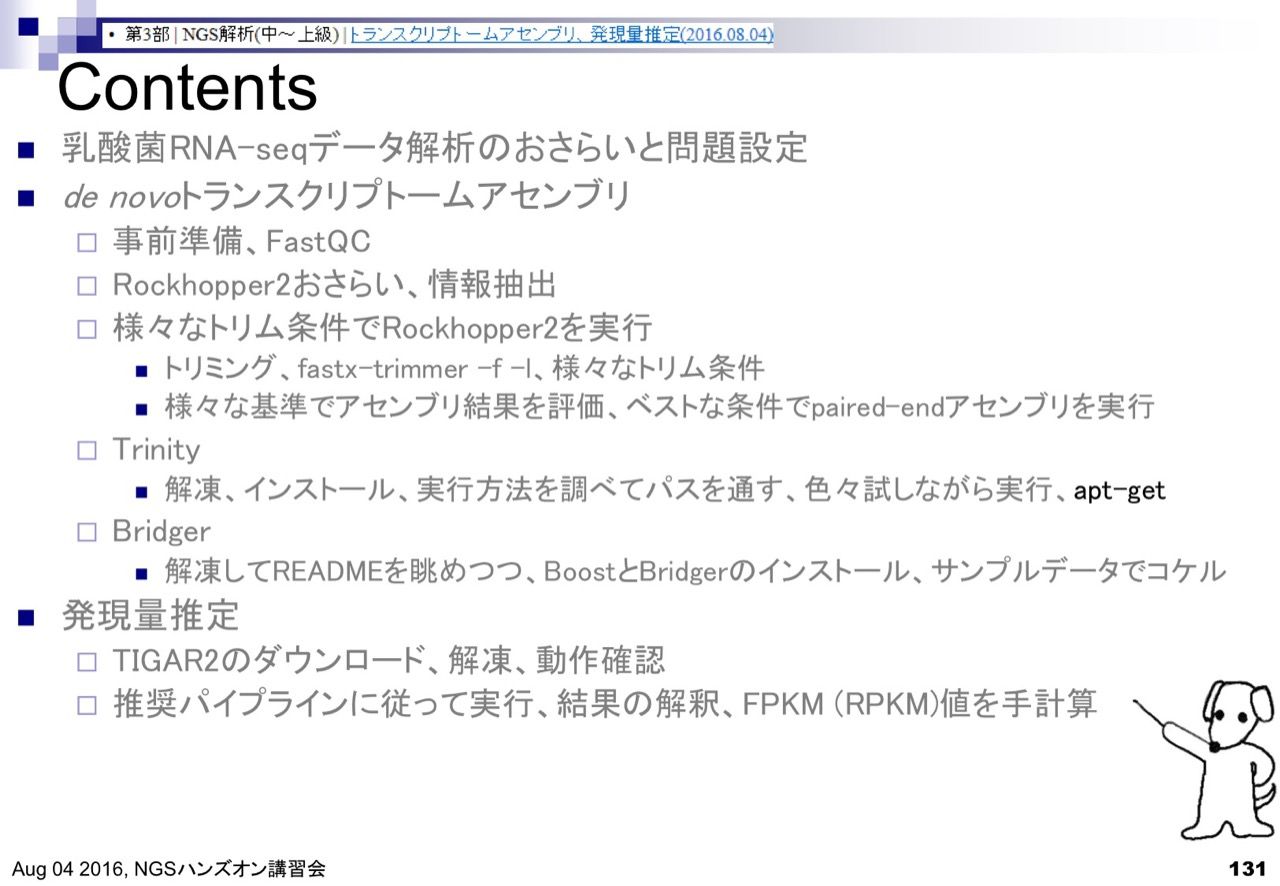 • 第3部 | NGS解析(中～上級) | トランスクリプトームアセンブリ、発現量推定(2016.08.04)
Contents
乳酸菌RNA-seqデータ解析のおさらいと問題設定
de novoトランスクリプトームアセンブリ
事前準備、FastQC
Rockhopper2おさらい、情報抽出
様々なトリム条件でRockhopper2を実行
トリミング、fastx-trimmer -f -l、様々なトリム条件
様々な基準でアセンブリ結果を評価、ベストな条件でpaired-endアセンブリを実行
Trinity
解凍、インストール、実行方法を調べてパスを通す、色々試しながら実行、apt-get
Bridger
解凍してREADMEを眺めつつ、BoostとBridgerのインストール、サンプルデータでコケル
発現量推定
TIGAR2のダウンロード、解凍、動作確認
推奨パイプラインに従って実行、結果の解釈、FPKM (RPKM)値を手計算
Aug 04 2016, NGSハンズオン講習会
131